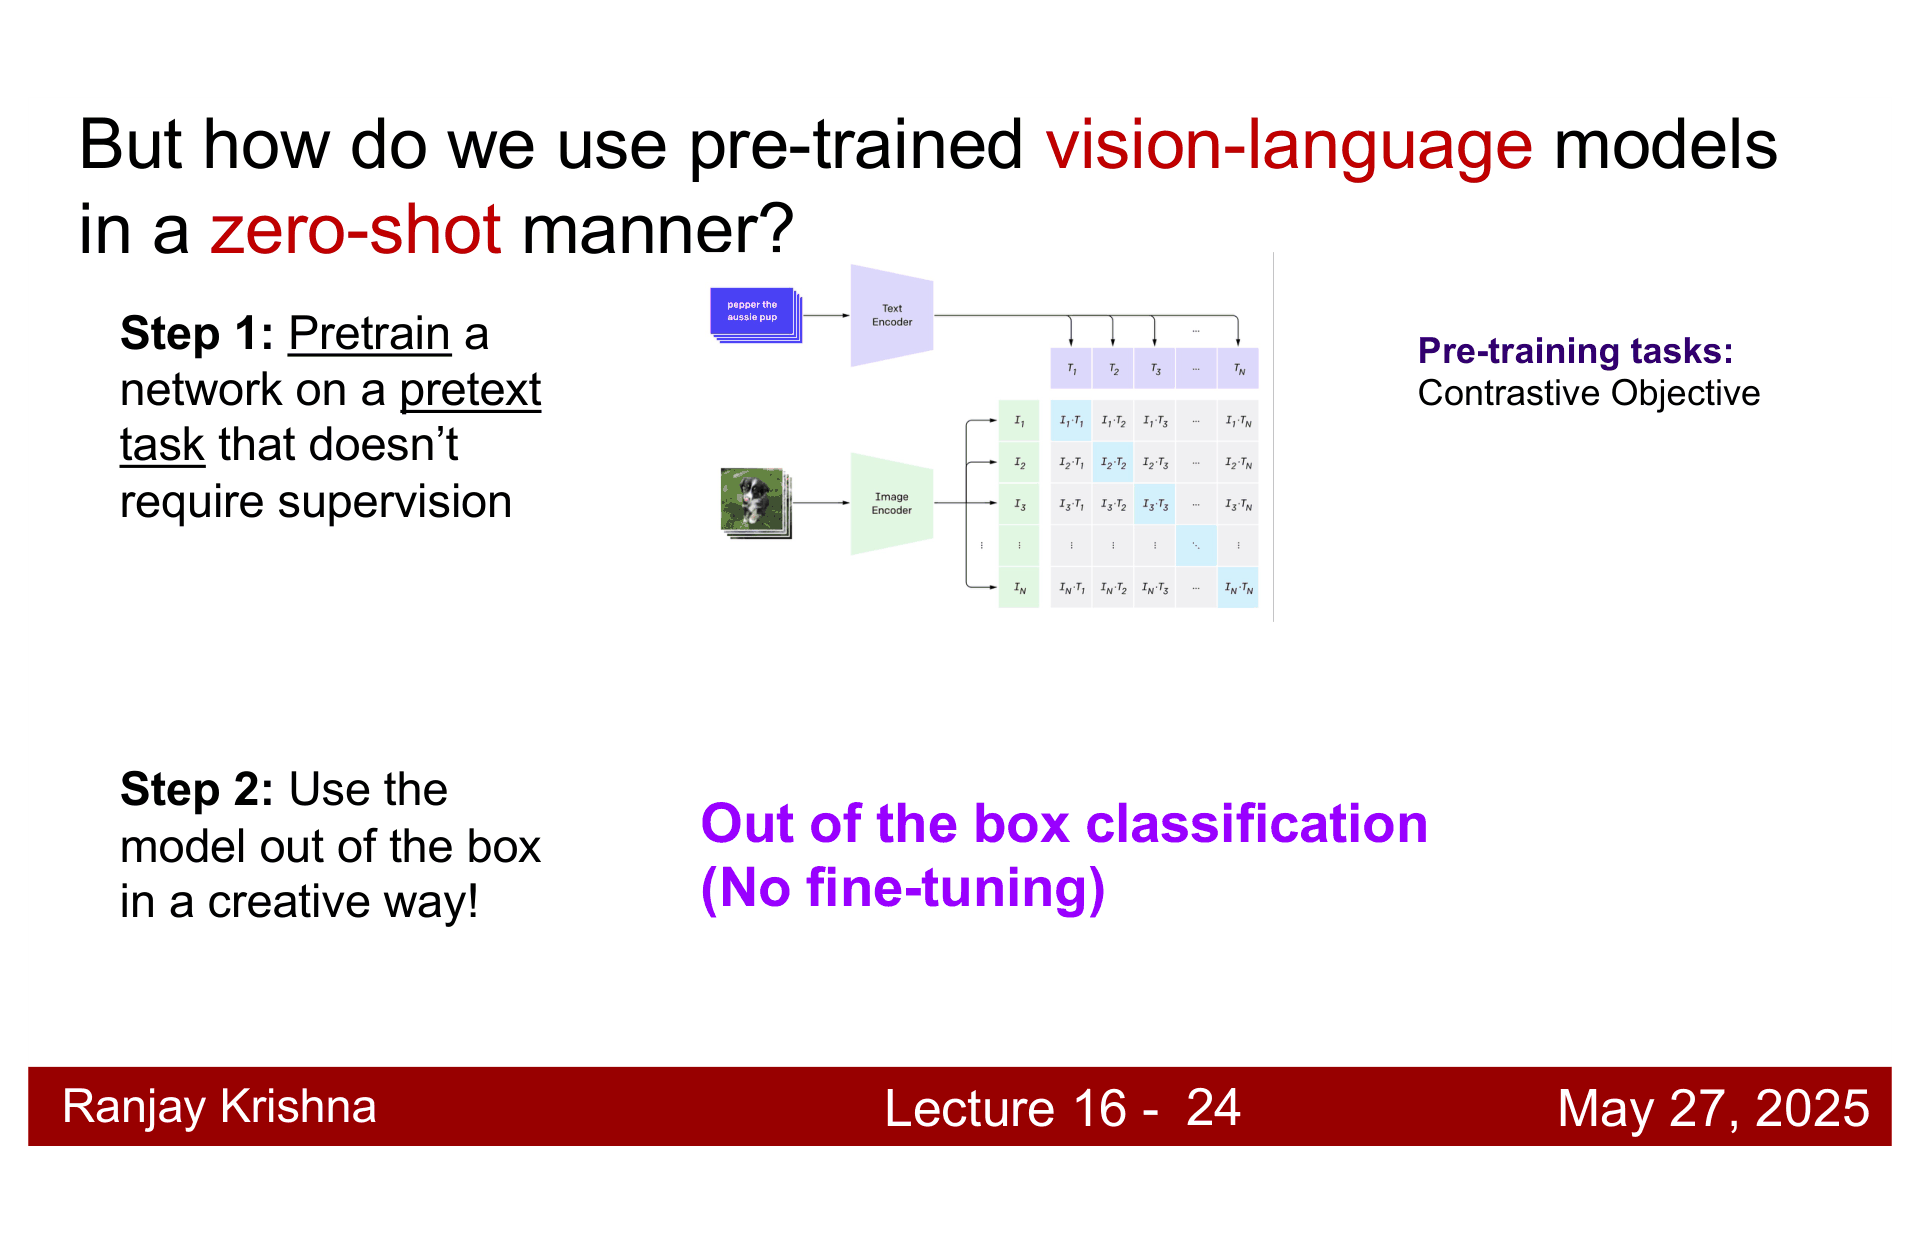 But how do we use pre-trained vision-language models
in a zero-shot manner?
Step 1: Pretrain a
network on a pretext
task that doesn’t
require supervision
pepper the
aussie pup
Text
Encoder
...
T1 T2 T3 ... TN
Image
Encoder
I1 I1·T1 I1·T2 I1·T3 ... I1·TN
I2 I2·T1 I2·T2 I2·T3 ... I2·TN
I3 I3·T1 I3·T2 I3·T3 ... I3·TN
⋮ ⋮ ⋮ ⋮ ⋮ ⋱ ⋮
IN IN·T1 IN·T2 IN·T3 ... IN·TN
Pre-training tasks:
Contrastive Objective
Step 2: Use the
model out of the box
in a creative way!
Out of the box classification
(No fine-tuning)
Ranjay Krishna
Lecture 16 - 24
May 27, 2025